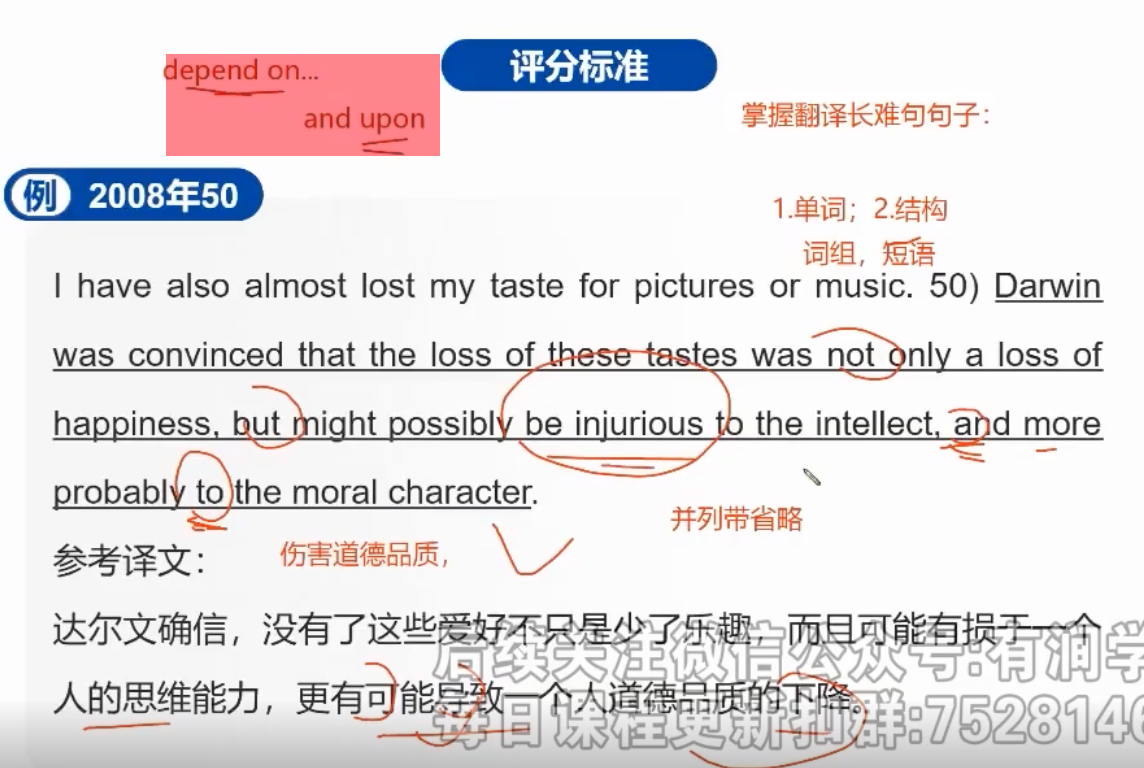 depend on...
评分标准
and upon
掌握翻译长难句句子：
例 2008年50
1.单词；2.结构
词组，短语
I have also almost lost my taste for pictures or music. 50) Darwin
was convinced that the loss of these tastes was not only a loss of
happiness, but might possibly be injurious to the intellect, and more
probably to the moral character.
并列带省略
参考译文：
伤害道德品质，
达尔文确信，没有了这些爱好不只是少了乐趣，而且可能有损于一个
人的思维能力，更有可能导致一个人道德品质的下降。
后续关注微信公众号:有润学
每日课程更新扣群:7528146